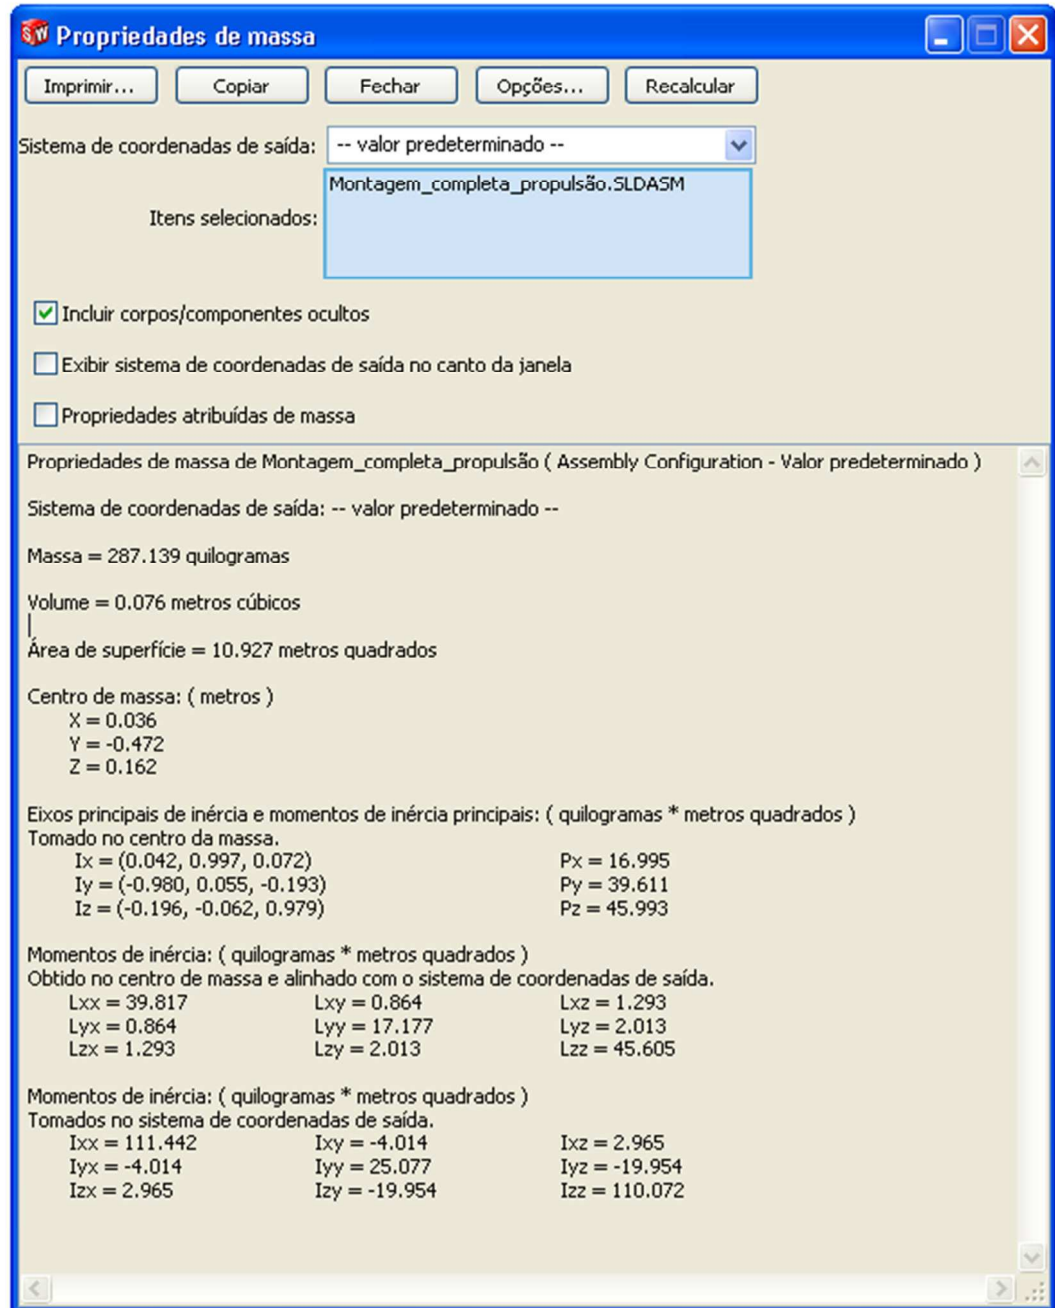 SW Propriedades de massa
Imprimir... Copiar Fechar Opções... Recalcular
Sistema de coordenadas de saída: -- valor predeterminado --
Montagem_completa_propulsão.SLDASM
Itens selecionados:
Incluir corpos/componentes ocultos
Exibir sistema de coordenadas de saída no canto da janela
Propriedades atribuídas de massa
Propriedades de massa de Montagem_completa_propulsão ( Assembly Configuration - Valor predeterminado )
Sistema de coordenadas de saída: -- valor predeterminado --
Massa = 287.139 quilogramas
Volume = 0.076 metros cúbicos
Área de superfície = 10.927 metros quadrados
Centro de massa: ( metros )
X = 0.036
Y = -0.472
Z = 0.162
Eixos principais de inércia e momentos de inércia principais: ( quilogramas * metros quadrados )
Tomado no centro da massa.
Ix = (0.042, 0.997, 0.072) Px = 16.995
Iy = (-0.980, 0.055, -0.193) Py = 39.611
Iz = (-0.196, -0.062, 0.979) Pz = 45.993
Momentos de inércia: ( quilogramas * metros quadrados )
Obtido no centro de massa e alinhado com o sistema de coordenadas de saída.
Lxx = 39.817 Lxy = 0.864 Lxz = 1.293
Lyx = 0.864 Lyy = 17.177 Lyz = 2.013
Lzx = 1.293 Lzy = 2.013 Lzz = 45.605
Momentos de inércia: ( quilogramas * metros quadrados )
Tomados no sistema de coordenadas de saída.
Ixx = 111.442 Ixy = -4.014 Ixz = 2.965
Iyx = -4.014 Iyy = 25.077 Iyz = -19.954
Izx = 2.965 Izy = -19.954 Izz = 110.072